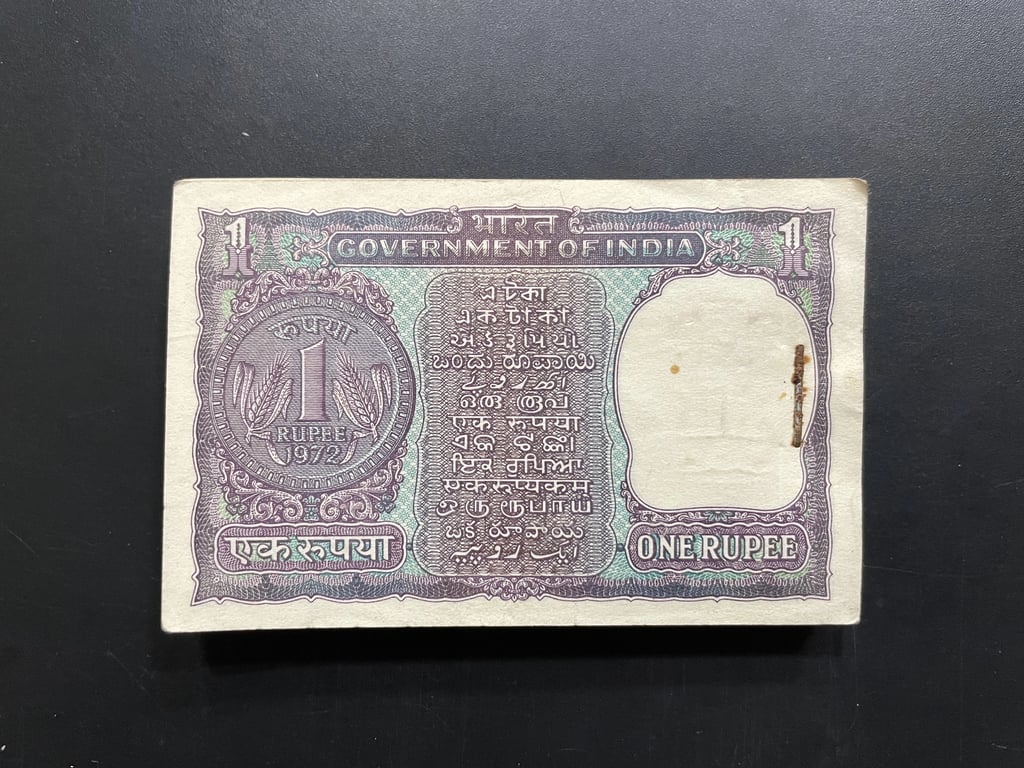 भारत
GOVERNMENT OF INDIA
1
1
रुपया
1
RUPEE
1972
এ টকা
এক টাকা
એક રૂપિયો
ಒಂದು ರೂಪಾಯಿ
ഒരു രൂപ
एक रुपया
ଏକ ଟଙ୍କା
ਇਕ ਰੁਪਿਆ
एकरूप्यकम्
ஒரு ரூபாய்
ఒక రూపాయి
ایک روپیہ
एक रुपया
ONE RUPEE